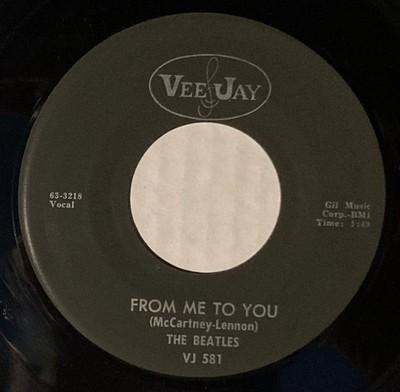 VEE JAY
63-3218
Vocal
Gil Music
Corp.-BMI
Time: 1:49
FROM ME TO YOU
(McCartney-Lennon)
THE BEATLES
VJ 581